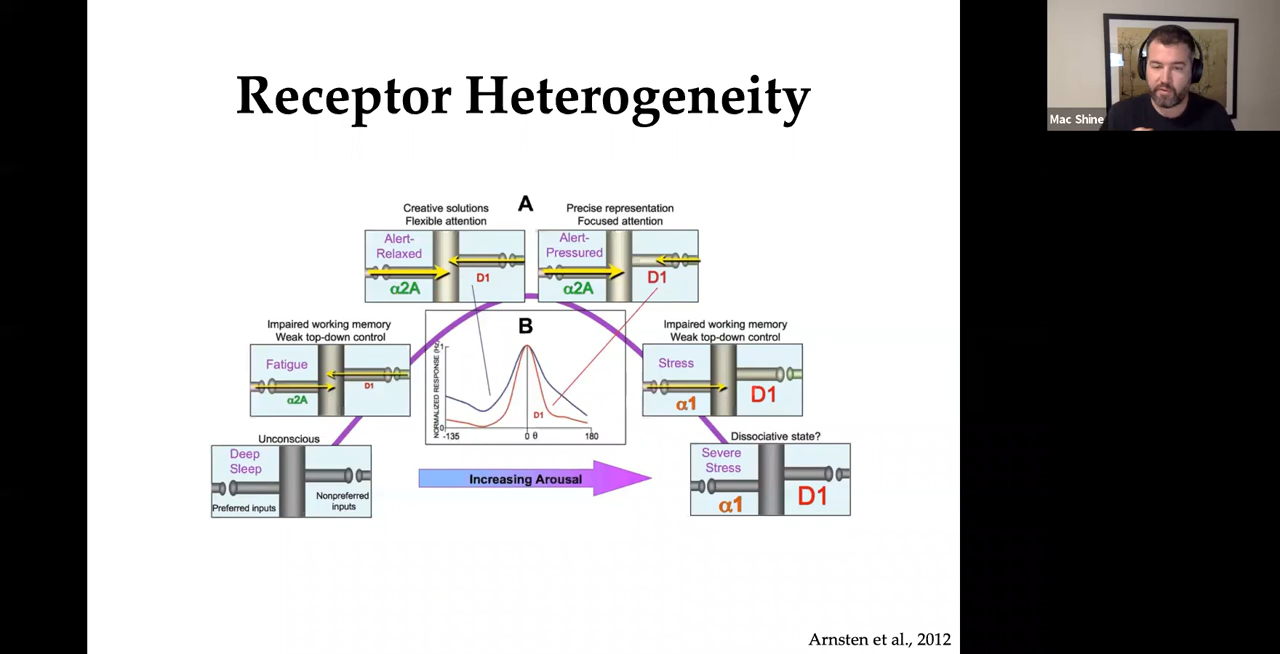 Receptor Heterogeneity
Mac Shine
A
Creative solutions
Flexible attention
Alert-
Relaxed
α2A
D1
Precise representation
Focused attention
Alert-
Pressured
α2A
D1
Impaired working memory
Weak top-down control
Fatigue
α2A
D1
B
NORMALIZED RESPONSE (Hz)
1
0
-135
0 θ
180
D1
Impaired working memory
Weak top-down control
Stress
α1
D1
Unconscious
Deep
Sleep
Preferred inputs
Nonpreferred
inputs
Increasing Arousal
Dissociative state?
Severe
Stress
α1
D1
Arnsten et al., 2012